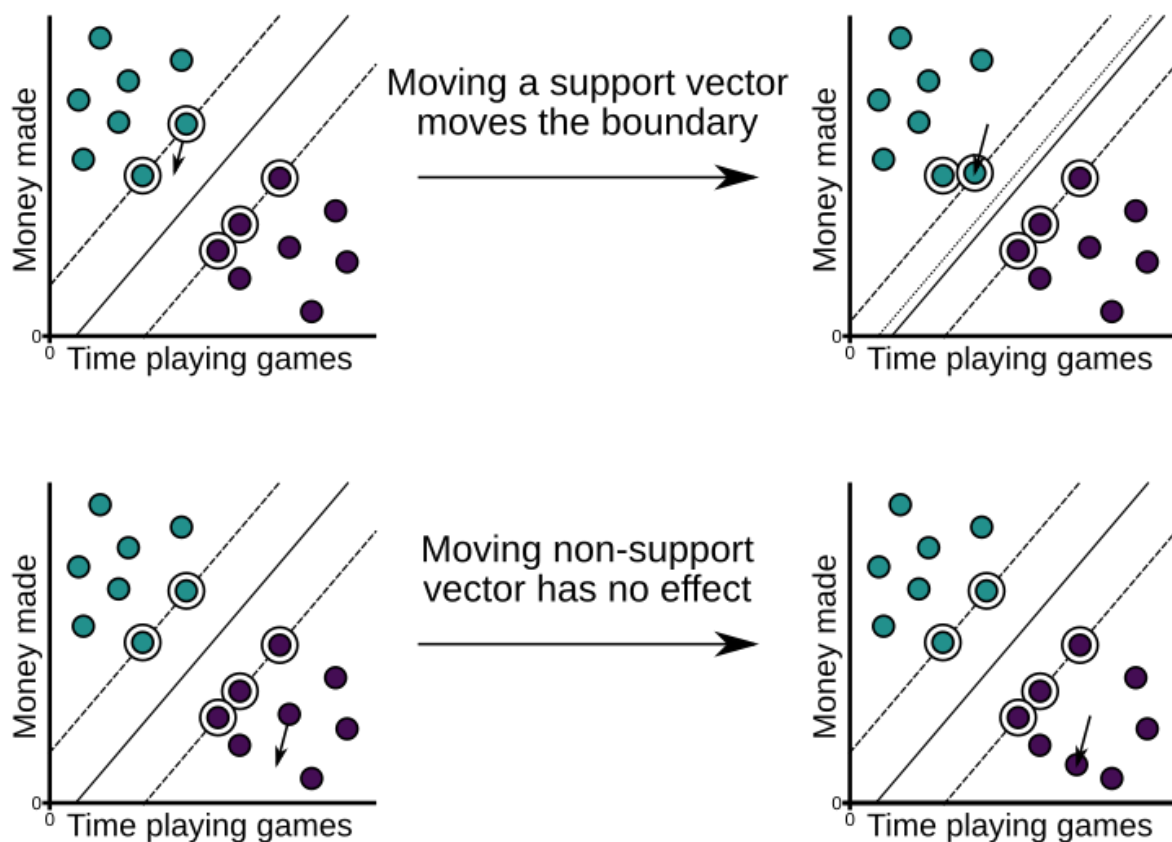 Money made
0
0
Time playing games
Moving a support vector
moves the boundary
Money made
0
0
Time playing games
Money made
0
0
Time playing games
Moving non-support
vector has no effect
Money made
0
0
Time playing games